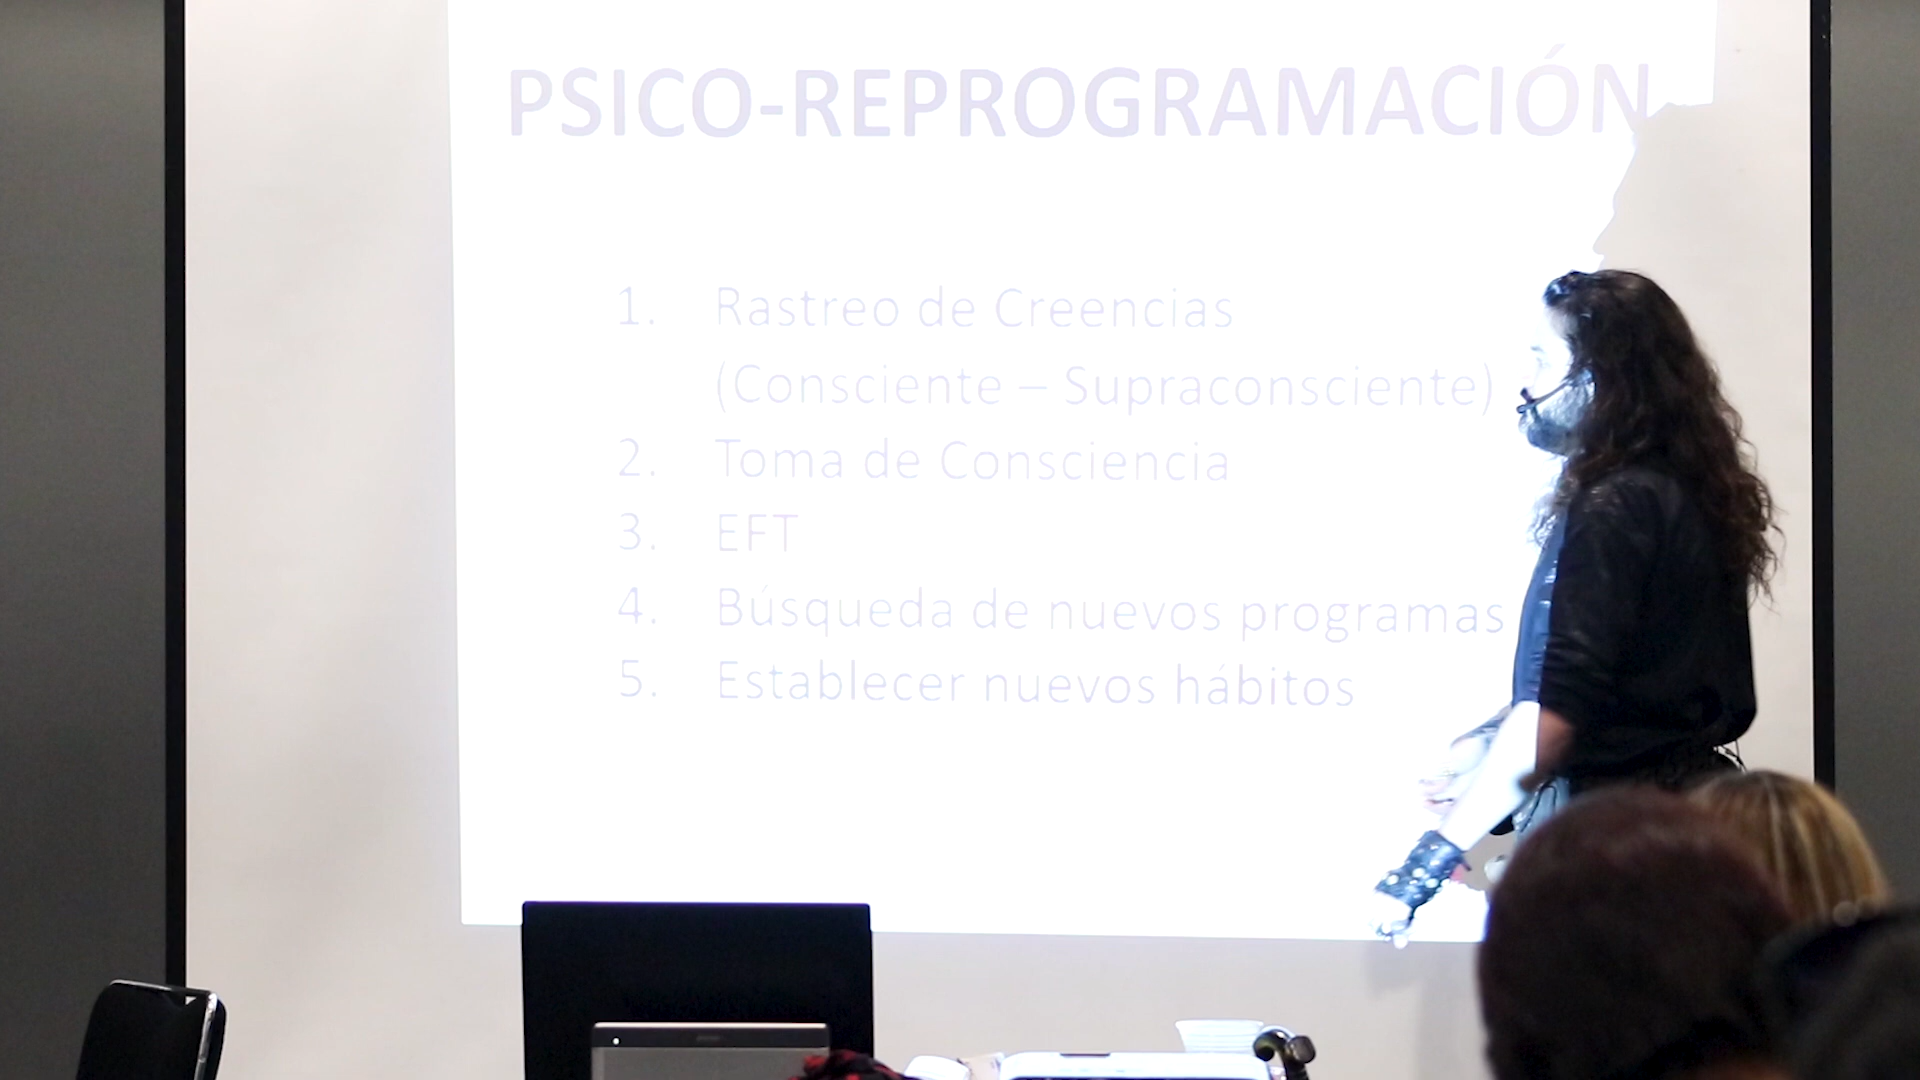 PSICO-REPROGRAMACIÓN
1. Rastreo de Creencias
(Consciente – Supraconsciente)
2. Toma de Consciencia
3. EFT
4. Búsqueda de nuevos programas
5. Establecer nuevos hábitos